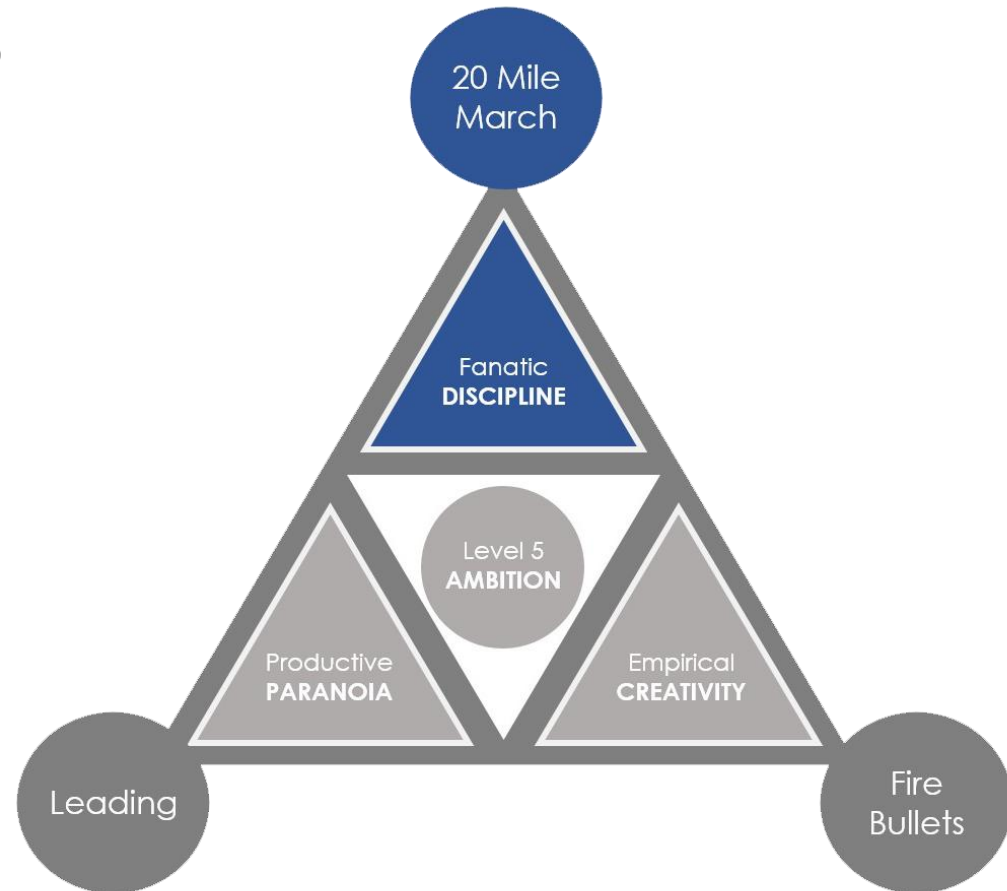 20 Mile
March
Fanatic
DISCIPLINE
Level 5
AMBITION
Productive
PARANOIA
Empirical
CREATIVITY
Leading
Fire
Bullets